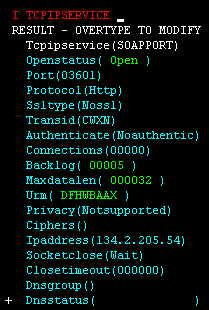 I TCPIPSERVICE _
RESULT - OVERTYPE TO MODIFY
Tcpipservice(SOAPPORT)
Openstatus( Open )
Port(03601)
Protocol(Http)
Ssltype(Nossl)
Transid(CWXN)
Authenticate(Noauthentic)
Connections(00000)
Backlog( 00005 )
Maxdatalen( 000032 )
Urm( DFHWBAAX )
Privacy(Notsupported)
Ciphers()
Ipaddress(134.2.205.54)
Socketclose(Wait)
Closetimeout(000000)
Dnsgroup()
+ Dnsstatus( )